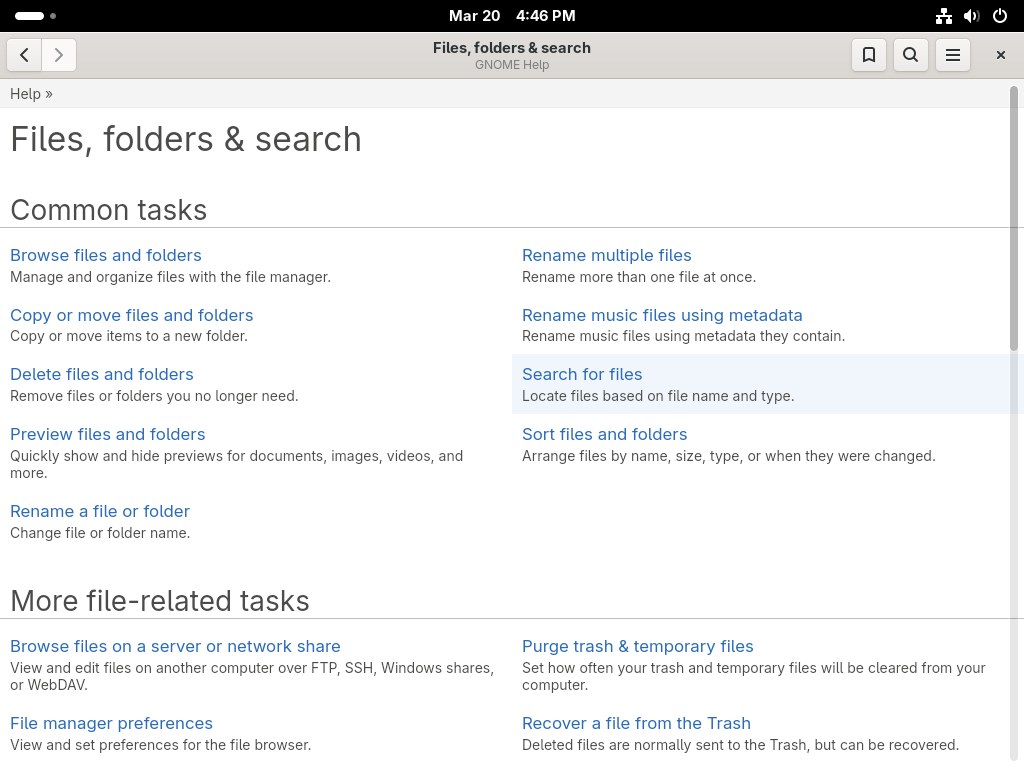 Mar 20 4:46 PM
Files, folders & search
GNOME Help
Help »
Files, folders & search
Common tasks
Browse files and folders
Manage and organize files with the file manager.
Copy or move files and folders
Copy or move items to a new folder.
Delete files and folders
Remove files or folders you no longer need.
Preview files and folders
Quickly show and hide previews for documents, images, videos, and
more.
Rename a file or folder
Change file or folder name.
Rename multiple files
Rename more than one file at once.
Rename music files using metadata
Rename music files using metadata they contain.
Search for files
Locate files based on file name and type.
Sort files and folders
Arrange files by name, size, type, or when they were changed.
More file-related tasks
Browse files on a server or network share
View and edit files on another computer over FTP, SSH, Windows shares,
or WebDAV.
File manager preferences
View and set preferences for the file browser.
Purge trash & temporary files
Set how often your trash and temporary files will be cleared from your
computer.
Recover a file from the Trash
Deleted files are normally sent to the Trash, but can be recovered.